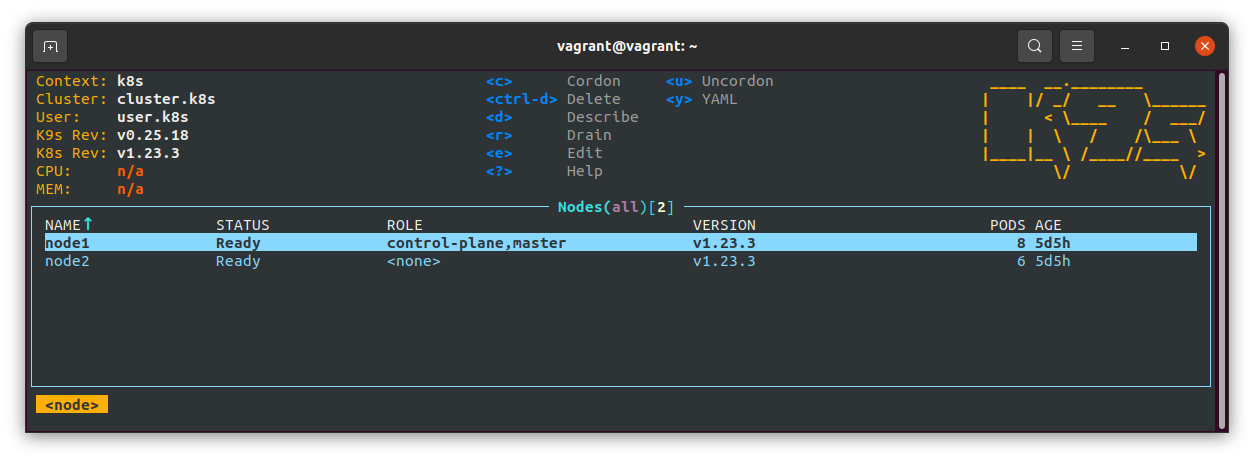 vagrant@vagrant: ~
Context: k8s <c> Cordon <u> Uncordon
Cluster: cluster.k8s <ctrl-d> Delete <y> YAML
User: user.k8s <d> Describe
K9s Rev: v0.25.18 <r> Drain
K8s Rev: v1.23.3 <e> Edit
CPU: n/a <?> Help
MEM: n/a
Nodes(all)[2]
NAME↑ STATUS ROLE VERSION PODS AGE
node1 Ready control-plane,master v1.23.3 8 5d5h
node2 Ready <none> v1.23.3 6 5d5h
<node>